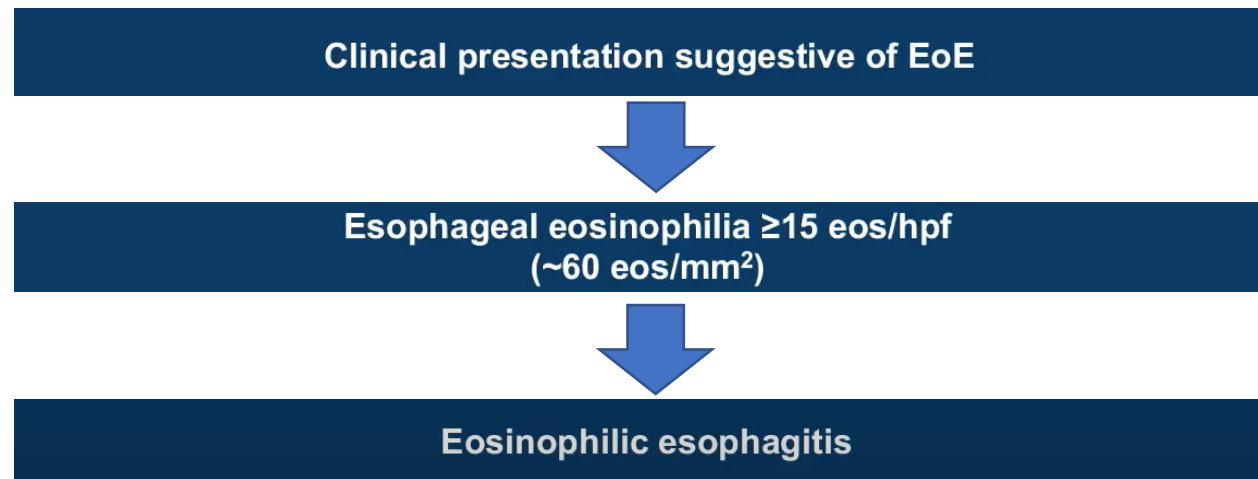 Clinical presentation suggestive of EoE
Esophageal eosinophilia ≥15 eos/hpf
(~60 eos/mm²)
Eosinophilic esophagitis